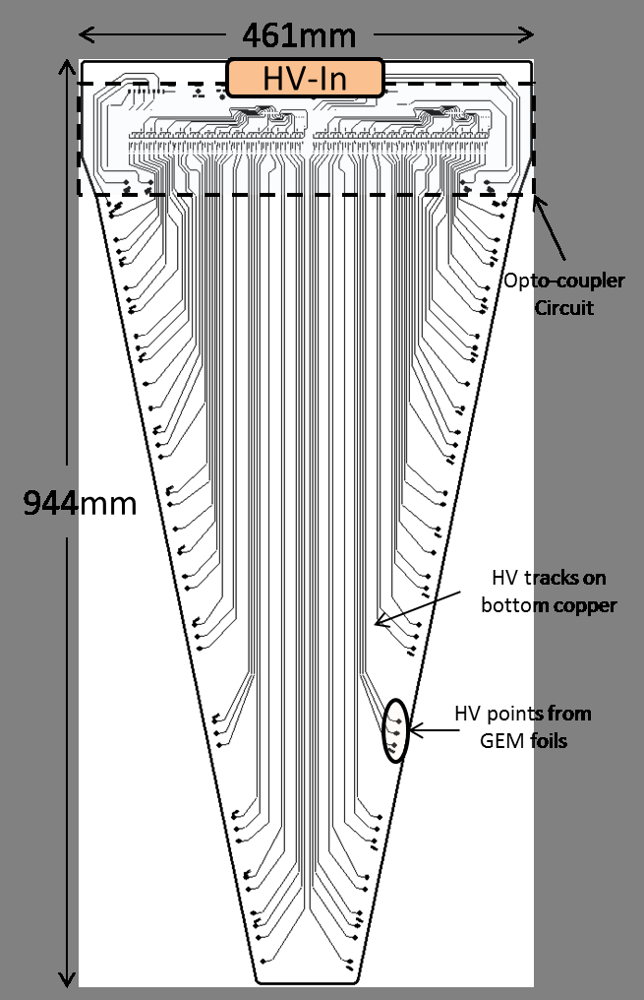 461mm
HV-In
Opto-coupler
Circuit
944mm
HV tracks on
bottom copper
HV points from
GEM foils